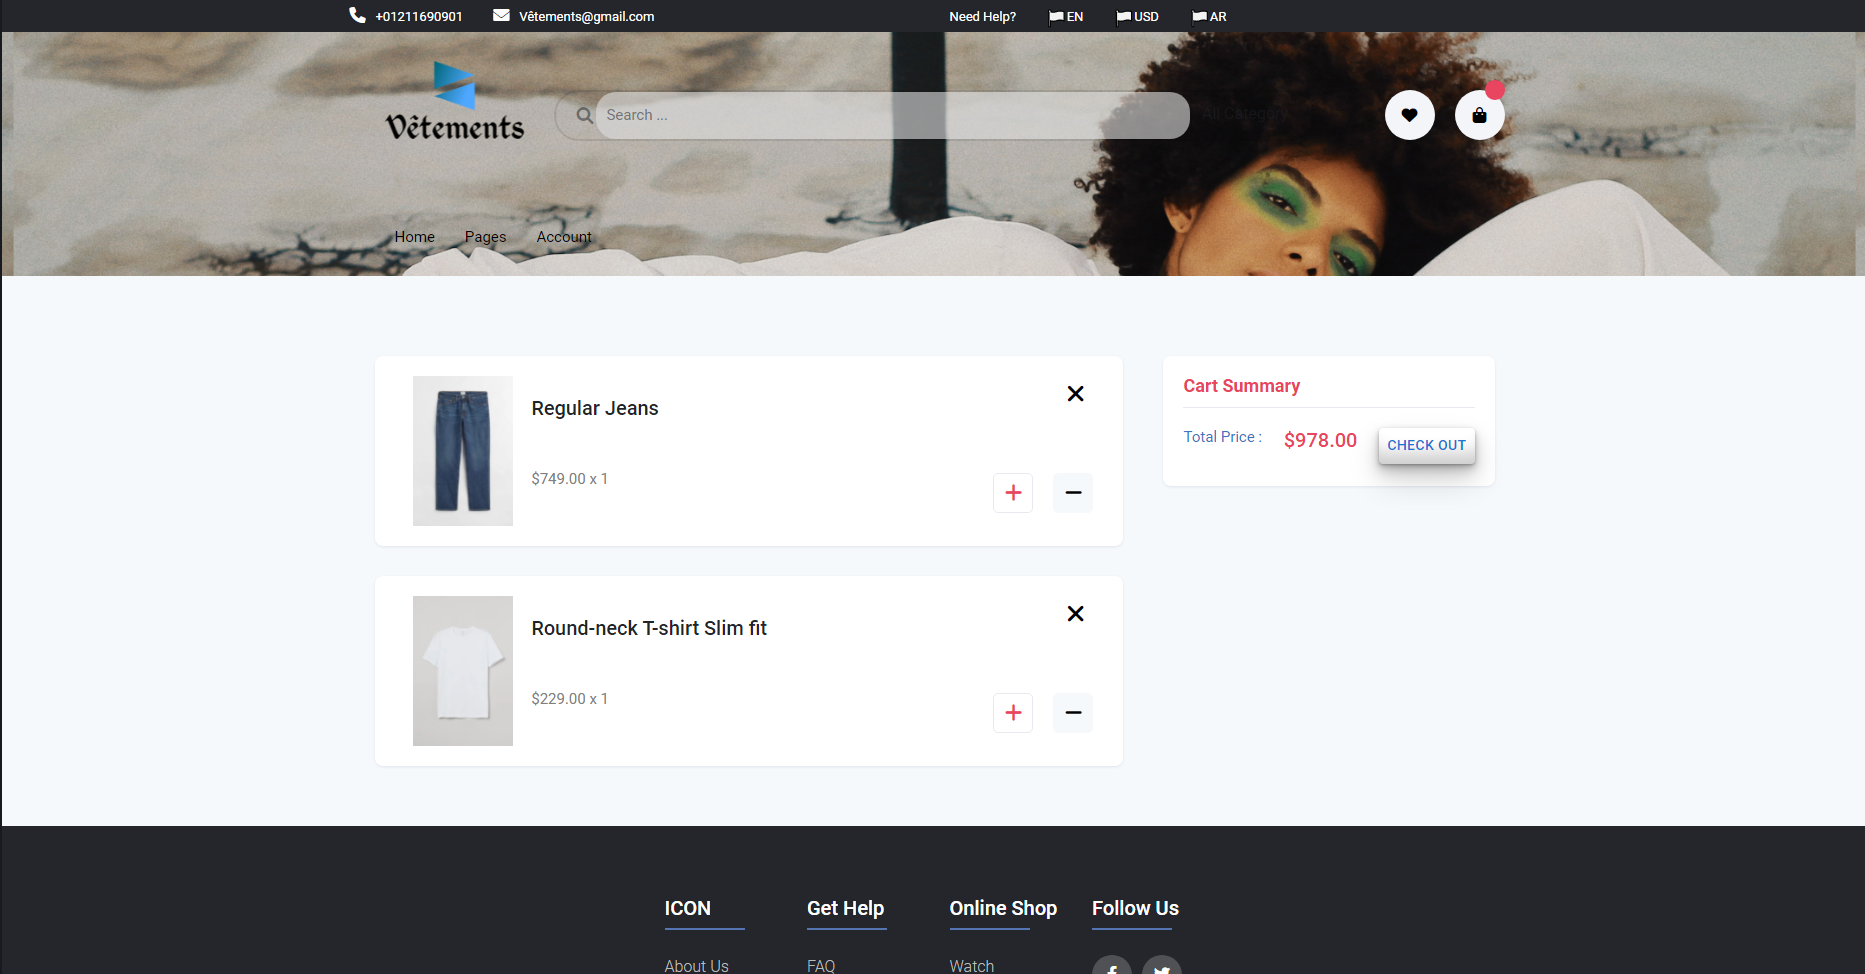 +01211690901 Vêtements@gmail.com Need Help? EN USD AR
Vêtements
Search ... All Category
Home Pages Account
Regular Jeans
$749.00 x 1
Cart Summary
Total Price : $978.00 CHECK OUT
Round-neck T-shirt Slim fit
$229.00 x 1
ICON Get Help Online Shop Follow Us
About Us FAQ Watch